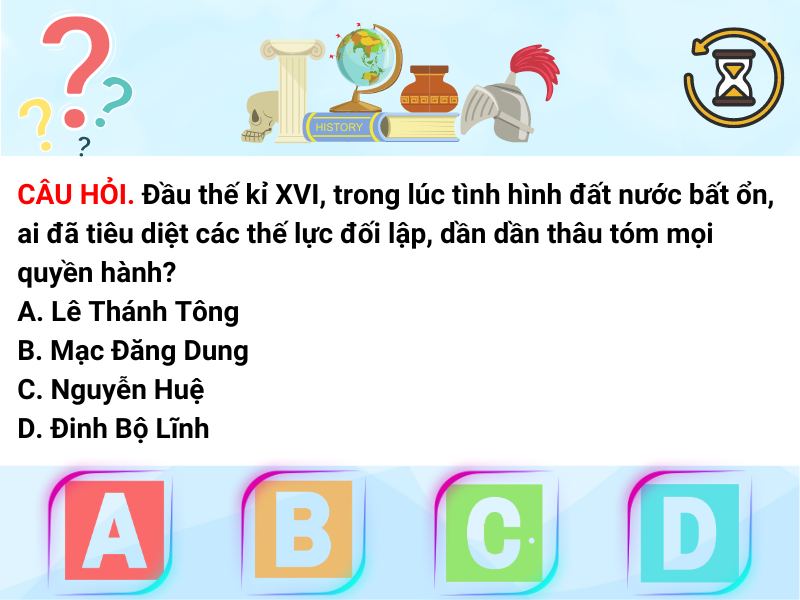 ? ? ? ?
HISTORY
CÂU HỎI. Đầu thế kỉ XVI, trong lúc tình hình đất nước bất ổn,
ai đã tiêu diệt các thế lực đối lập, dần dần thâu tóm mọi
quyền hành?
A. Lê Thánh Tông
B. Mạc Đăng Dung
C. Nguyễn Huệ
D. Đinh Bộ Lĩnh
A B C D